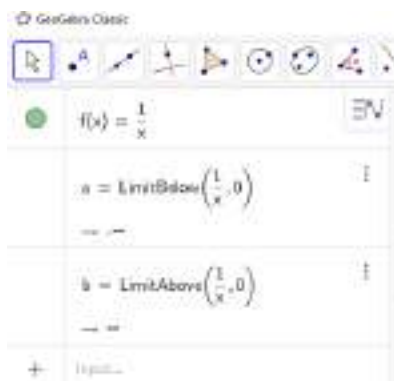 GeoGebra Classic
A
f(x) = 1/x
a = LimitBelow(1/x, 0)
→ -∞
b = LimitAbove(1/x, 0)
→ ∞
+ Input...